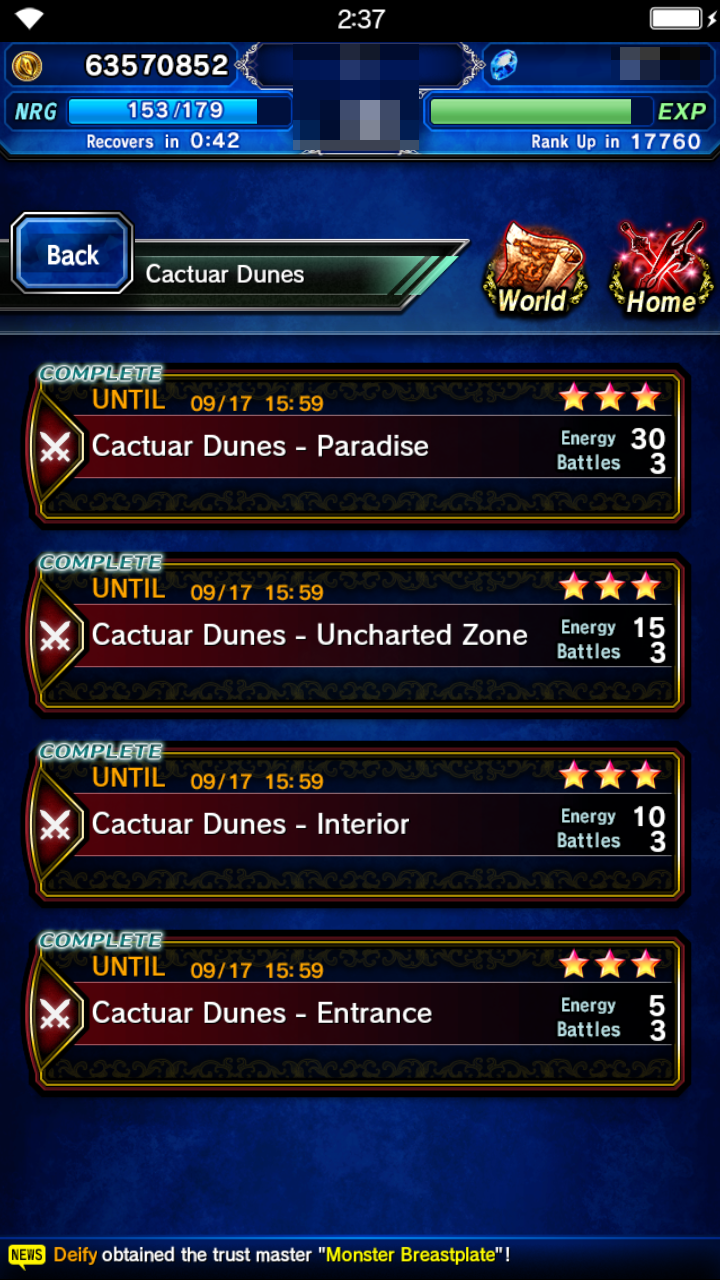 2:37
63570852
NRG 153/179 EXP
Recovers in 0:42 Rank Up in 17760
Back
Cactuar Dunes
World
Home
COMPLETE
UNTIL 09/17 15:59
Cactuar Dunes - Paradise
Energy 30
Battles 3
COMPLETE
UNTIL 09/17 15:59
Cactuar Dunes - Uncharted Zone
Energy 15
Battles 3
COMPLETE
UNTIL 09/17 15:59
Cactuar Dunes - Interior
Energy 10
Battles 3
COMPLETE
UNTIL 09/17 15:59
Cactuar Dunes - Entrance
Energy 5
Battles 3
NEWS Deify obtained the trust master "Monster Breastplate"!